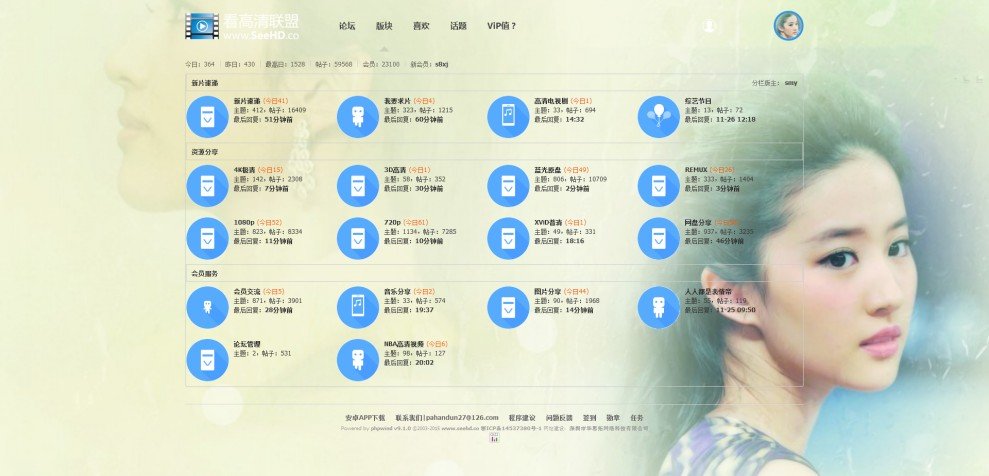 看高清联盟
www.SeeHD.co
论坛 版块 喜欢 话题 ViP值？
今日：364 昨日：430 最高日：1528 帖子：59568 会员：23100 新会员：s8xj
新片速递 分栏版主：smy
新片速递 (今日41)
主题：412，帖子：16409
最后回复：51分钟前
我要求片 (今日4)
主题：323，帖子：1215
最后回复：60分钟前
高清电视剧 (今日1)
主题：33，帖子：694
最后回复：14:32
综艺节目
主题：13，帖子：72
最后回复：11-26 12:18
资源分享
4K极清 (今日15)
主题：142，帖子：2308
最后回复：7分钟前
3D高清 (今日1)
主题：58，帖子：352
最后回复：30分钟前
蓝光原盘 (今日49)
主题：806，帖子：10709
最后回复：2分钟前
REMUX (今日26)
主题：333，帖子：1404
最后回复：3分钟前
1080p (今日52)
主题：823，帖子：8334
最后回复：11分钟前
720p (今日61)
主题：1134，帖子：7285
最后回复：10分钟前
XViD普清 (今日1)
主题：49，帖子：331
最后回复：18:16
网盘分享
主题：937，帖子：3235
最后回复：46分钟前
会员服务
会员交流 (今日5)
主题：871，帖子：3901
最后回复：28分钟前
音乐分享 (今日2)
主题：33，帖子：574
最后回复：19:37
图片分享 (今日44)
主题：90，帖子：1968
最后回复：14分钟前
人人都是表情帝
主题：55，帖子：119
最后回复：11-25 09:50
论坛管理
主题：2，帖子：531
NBA高清视频 (今日6)
主题：98，帖子：127
最后回复：20:02
安卓APP下载 联系我们|pahandun27@126.com 程序建议 问题反馈 签到 勋章 任务
Powered by phpwind v9.1.0 ©2003-2015 www.seehd.co 粤ICP备14537380号-1